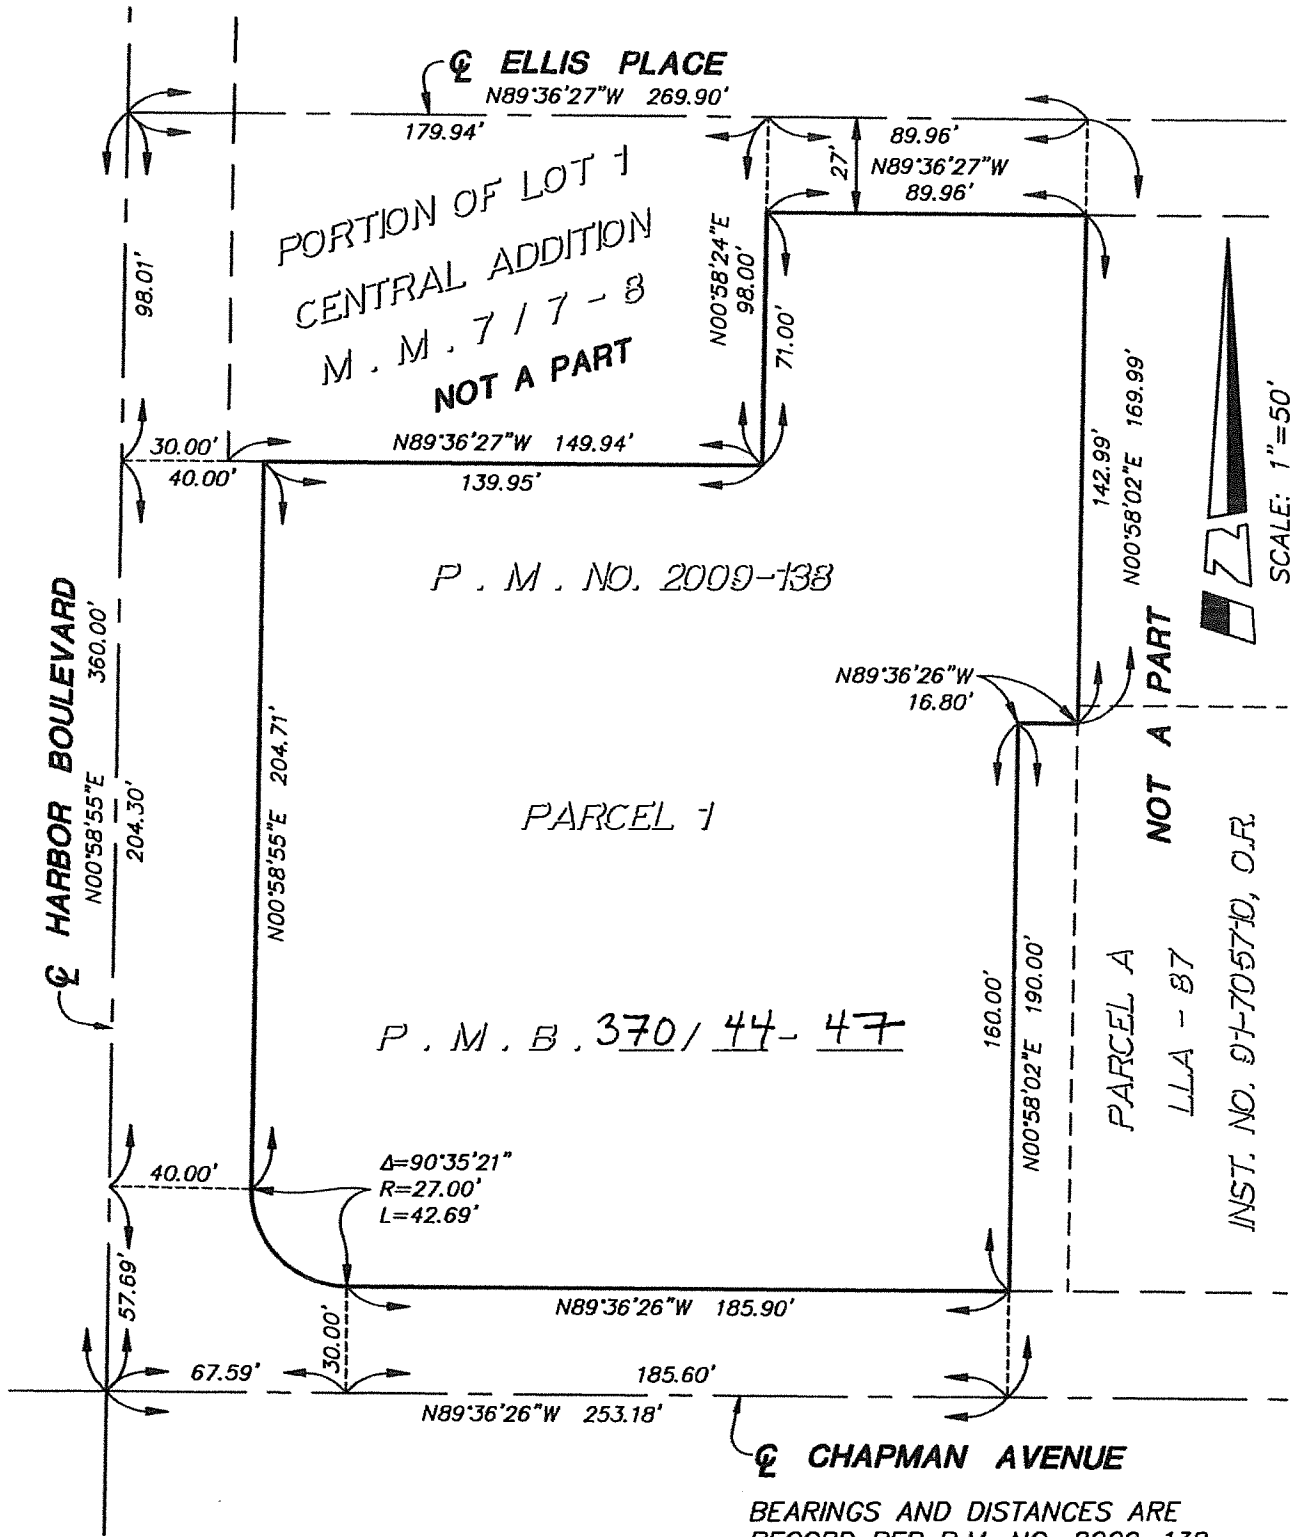 ℄ ELLIS PLACE
N89°36'27"W 269.90'
179.94'
89.96'
27'
N89°36'27"W
89.96'
PORTION OF LOT 1
CENTRAL ADDITION
M . M . 7 / 7 - 8
NOT A PART
98.01'
N00°58'24"E
98.00'
71.00'
30.00'
40.00'
N89°36'27"W 149.94'
139.95'
142.99'
N00°58'02"E 169.99'
SCALE: 1"=50'
P . M . NO. 2009-138
℄ HARBOR BOULEVARD
N00°58'55"E 360.00'
204.30'
N00°58'55"E 204.71'
N89°36'26"W
16.80'
NOT A PART
PARCEL 1
160.00'
N00°58'02"E 190.00'
PARCEL A
LLA - 87
INST. NO. 91-705710, O.R.
P . M . B . 370 / 44 - 47
40.00'
Δ=90°35'21"
R=27.00'
L=42.69'
57.69'
N89°36'26"W 185.90'
30.00'
67.59'
185.60'
N89°36'26"W 253.18'
℄ CHAPMAN AVENUE
BEARINGS AND DISTANCES ARE
RECORD PER P.M. NO. 2009-138